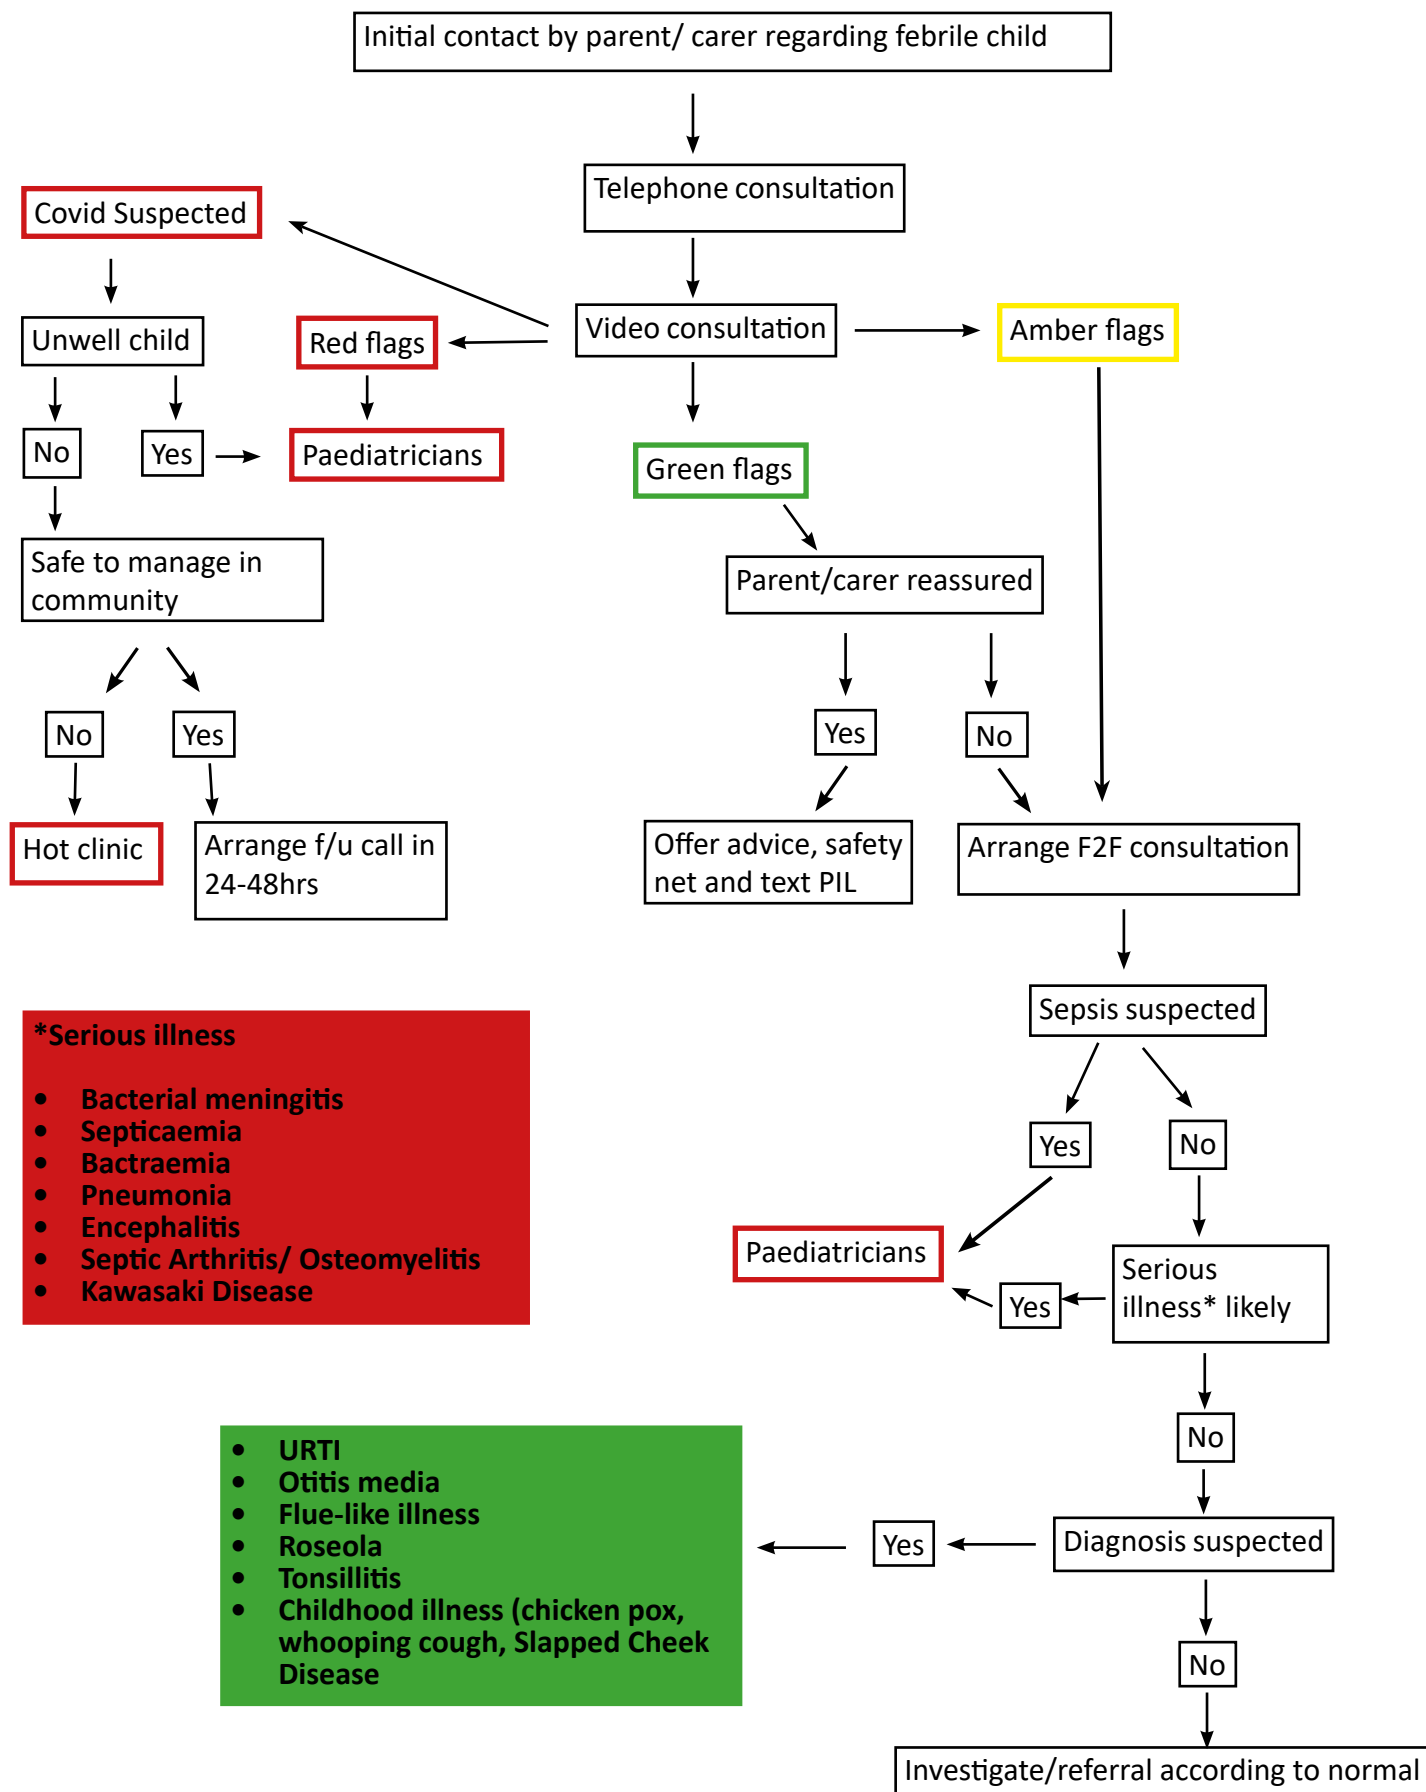 Initial contact by parent/ carer regarding febrile child
Telephone consultation
Covid Suspected
Video consultation
Amber flags
Unwell child
Red flags
No
Yes
Paediatricians
Green flags
Safe to manage in
community
Parent/carer reassured
No
Yes
Yes
No
Hot clinic
Arrange f/u call in
24-48hrs
Offer advice, safety
net and text PIL
Arrange F2F consultation
Sepsis suspected
*Serious illness
• Bacterial meningitis
• Septicaemia
• Bactraemia
• Pneumonia
• Encephalitis
• Septic Arthritis/ Osteomyelitis
• Kawasaki Disease
Yes
No
Paediatricians
Yes
Serious
illness* likely
No
• URTI
• Otitis media
• Flue-like illness
• Roseola
• Tonsillitis
• Childhood illness (chicken pox,
whooping cough, Slapped Cheek
Disease
Yes
Diagnosis suspected
No
Investigate/referral according to normal